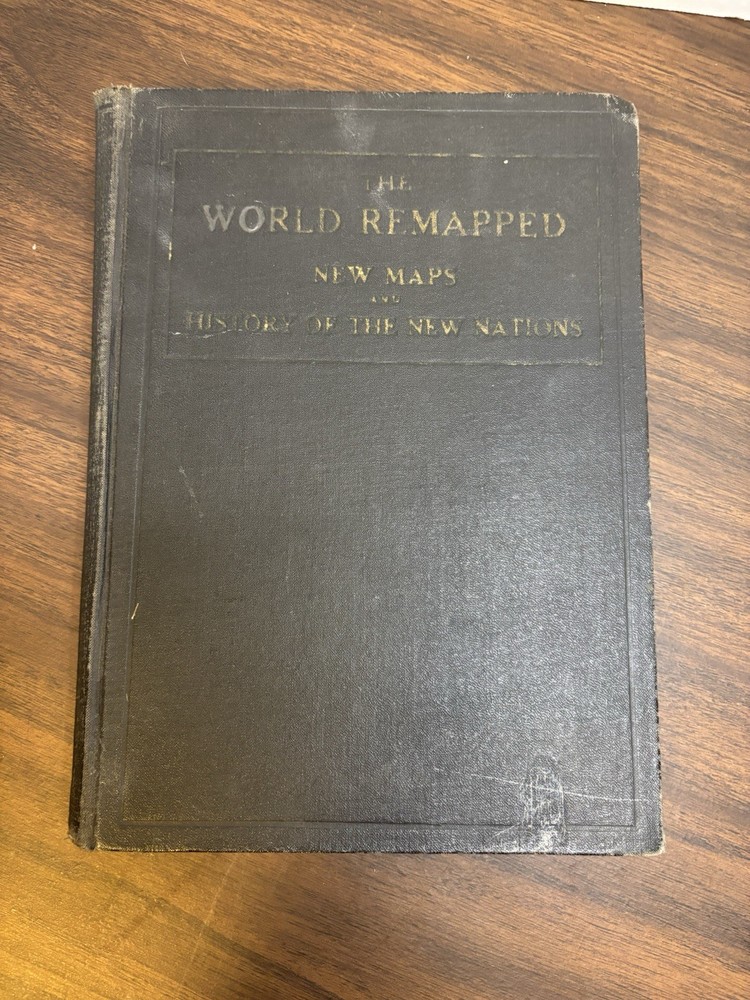 THE
WORLD REMAPPED
NEW MAPS
AND
HISTORY OF THE NEW NATIONS